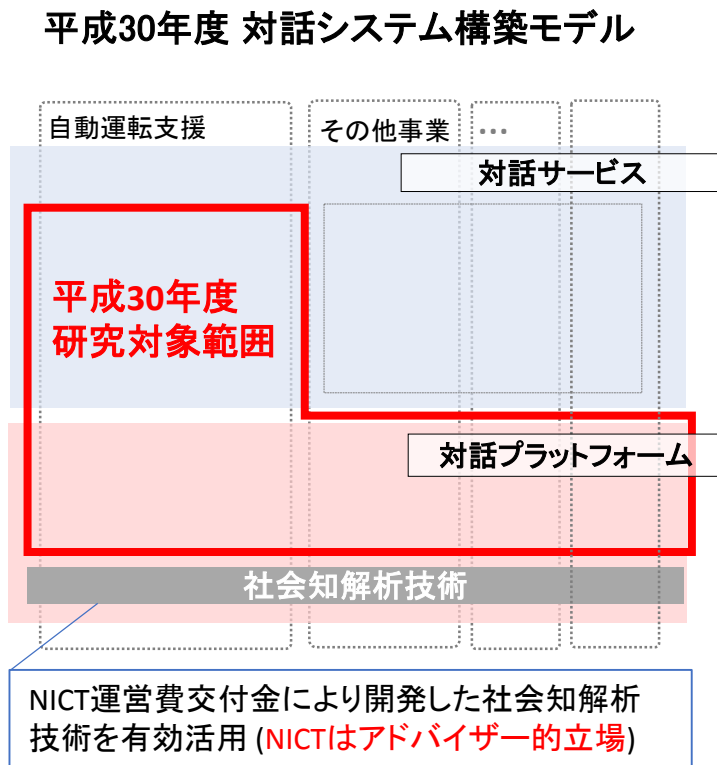 平成30年度 対話システム構築モデル
自動運転支援
その他事業
…
対話サービス
平成30年度
研究対象範囲
対話プラットフォーム
社会知解析技術
NICT運営費交付金により開発した社会知解析
技術を有効活用 (NICTはアドバイザー的立場)